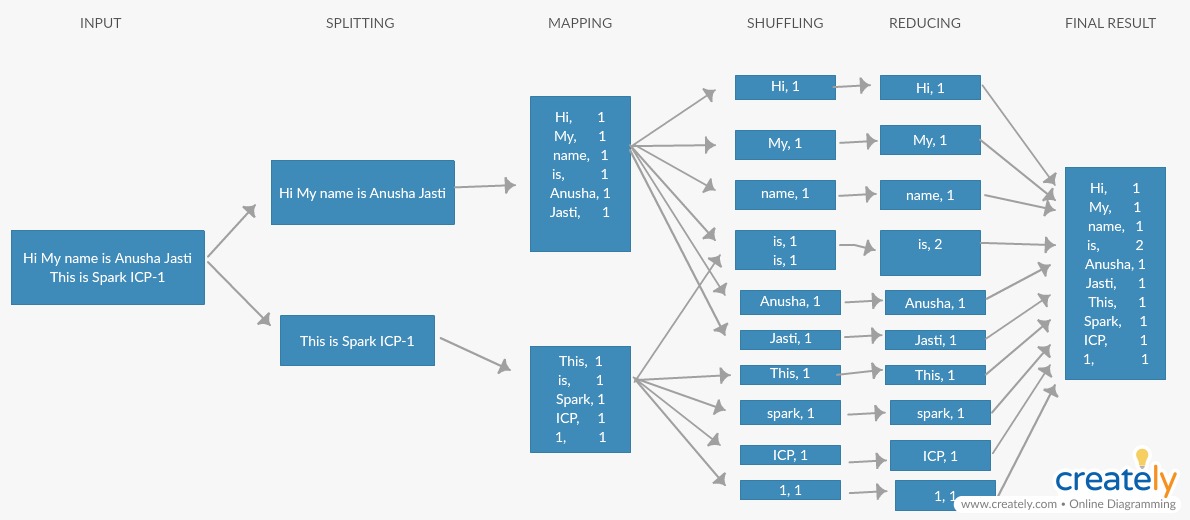 INPUT
SPLITTING
MAPPING
SHUFFLING
REDUCING
FINAL RESULT
Hi My name is Anusha Jasti
This is Spark ICP-1
Hi My name is Anusha Jasti
This is Spark ICP-1
Hi, 1
My, 1
name, 1
is, 1
Anusha, 1
Jasti, 1
This, 1
is, 1
Spark, 1
ICP, 1
1, 1
Hi, 1
My, 1
name, 1
is, 1
is, 1
Anusha, 1
Jasti, 1
This, 1
spark, 1
ICP, 1
1, 1
Hi, 1
My, 1
name, 1
is, 2
Anusha, 1
Jasti, 1
This, 1
spark, 1
ICP, 1
1, 1
Hi, 1
My, 1
name, 1
is, 2
Anusha, 1
Jasti, 1
This, 1
Spark, 1
ICP, 1
1, 1
creately
www.creately.com • Online Diagramming